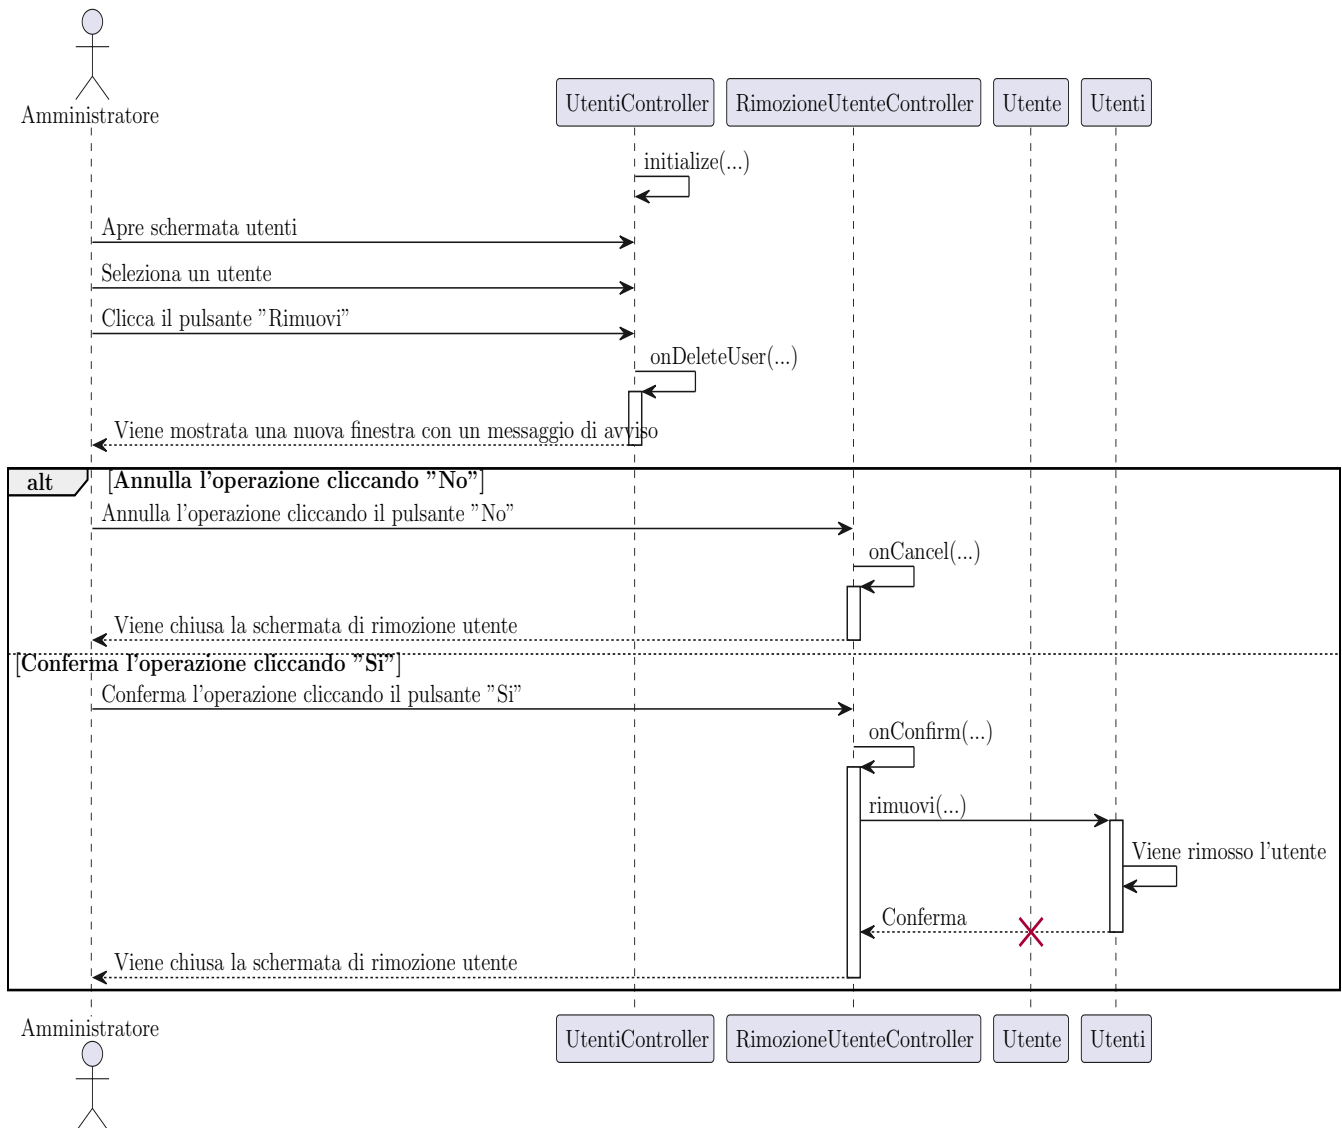 Amministratore
UtentiController
RimozioneUtenteController
Utente
Utenti
initialize(...)
Apre schermata utenti
Seleziona un utente
Clicca il pulsante ”Rimuovi”
onDeleteUser(...)
Viene mostrata una nuova finestra con un messaggio di avviso
alt
[Annulla l’operazione cliccando ”No”]
Annulla l’operazione cliccando il pulsante ”No”
onCancel(...)
Viene chiusa la schermata di rimozione utente
[Conferma l’operazione cliccando ”Si”]
Conferma l’operazione cliccando il pulsante ”Si”
onConfirm(...)
rimuovi(...)
Viene rimosso l’utente
Conferma
Viene chiusa la schermata di rimozione utente
Amministratore
UtentiController
RimozioneUtenteController
Utente
Utenti